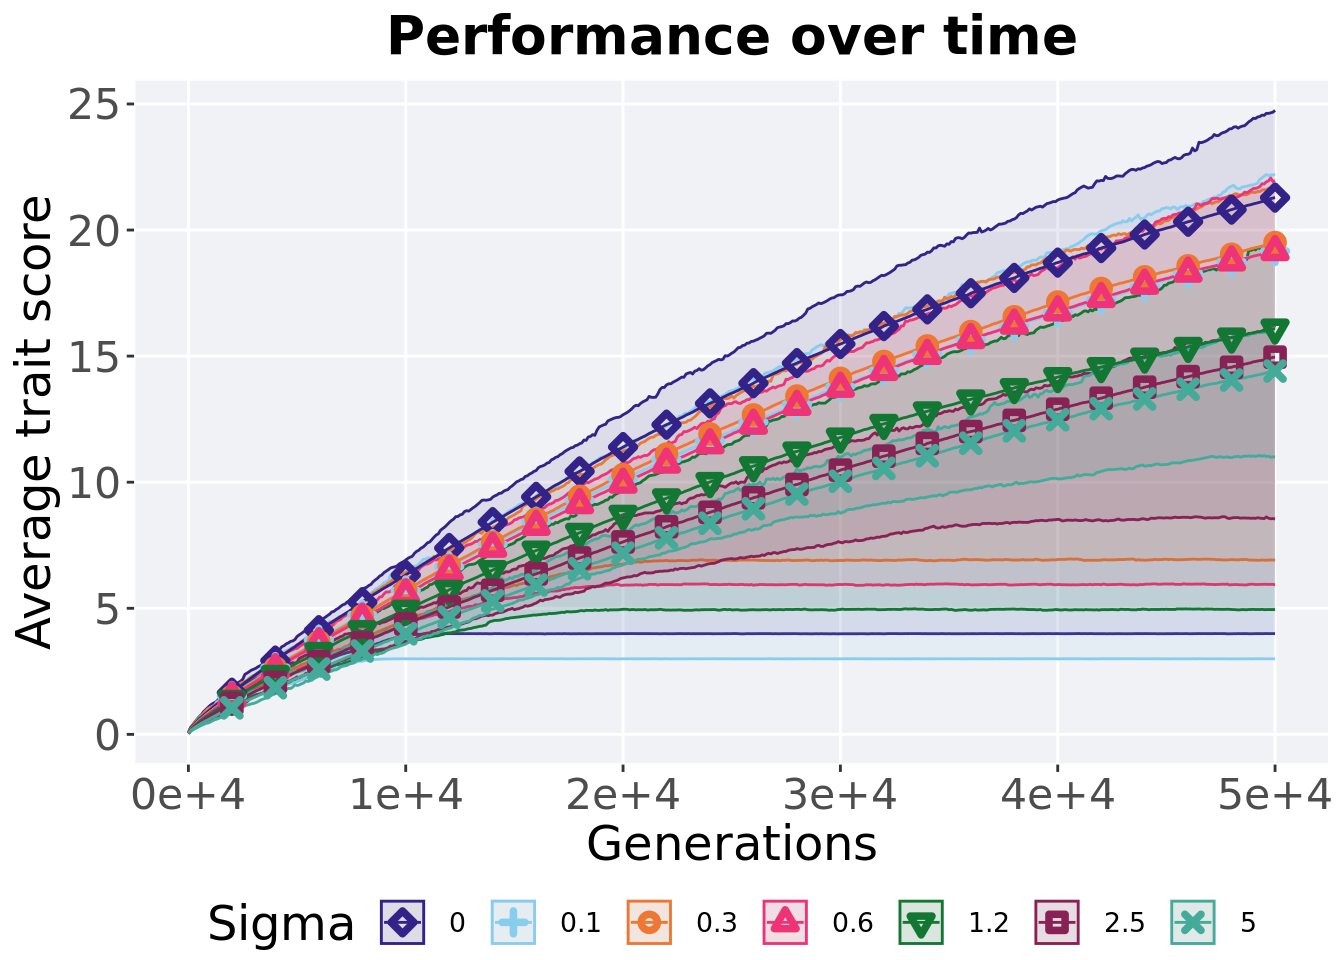 Performance over time
Average trait score
25
20
15
10
5
0
0e+4 1e+4 2e+4 3e+4 4e+4 5e+4
Generations
Sigma 0 0.1 0.3 0.6 1.2 2.5 5